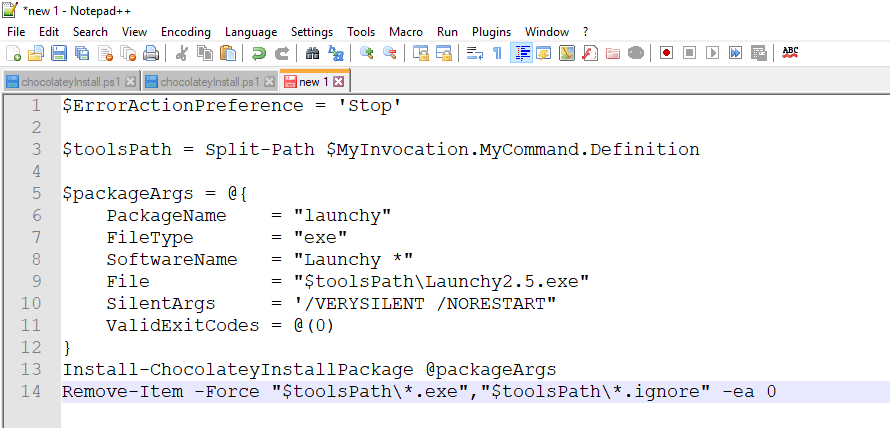 *new 1 - Notepad++
File Edit Search View Encoding Language Settings Tools Macro Run Plugins Window ?
ABC
chocolateyInstall.ps1 chocolateyInstall.ps1 new 1
1 $ErrorActionPreference = 'Stop'
2
3 $toolsPath = Split-Path $MyInvocation.MyCommand.Definition
4
5 $packageArgs = @{
6     PackageName    = "launchy"
7     FileType       = "exe"
8     SoftwareName   = "Launchy *"
9     File           = "$toolsPath\Launchy2.5.exe"
10     SilentArgs     = '/VERYSILENT /NORESTART"
11     ValidExitCodes = @(0)
12 }
13 Install-ChocolateyInstallPackage @packageArgs
14 Remove-Item -Force "$toolsPath\*.exe","$toolsPath\*.ignore" -ea 0